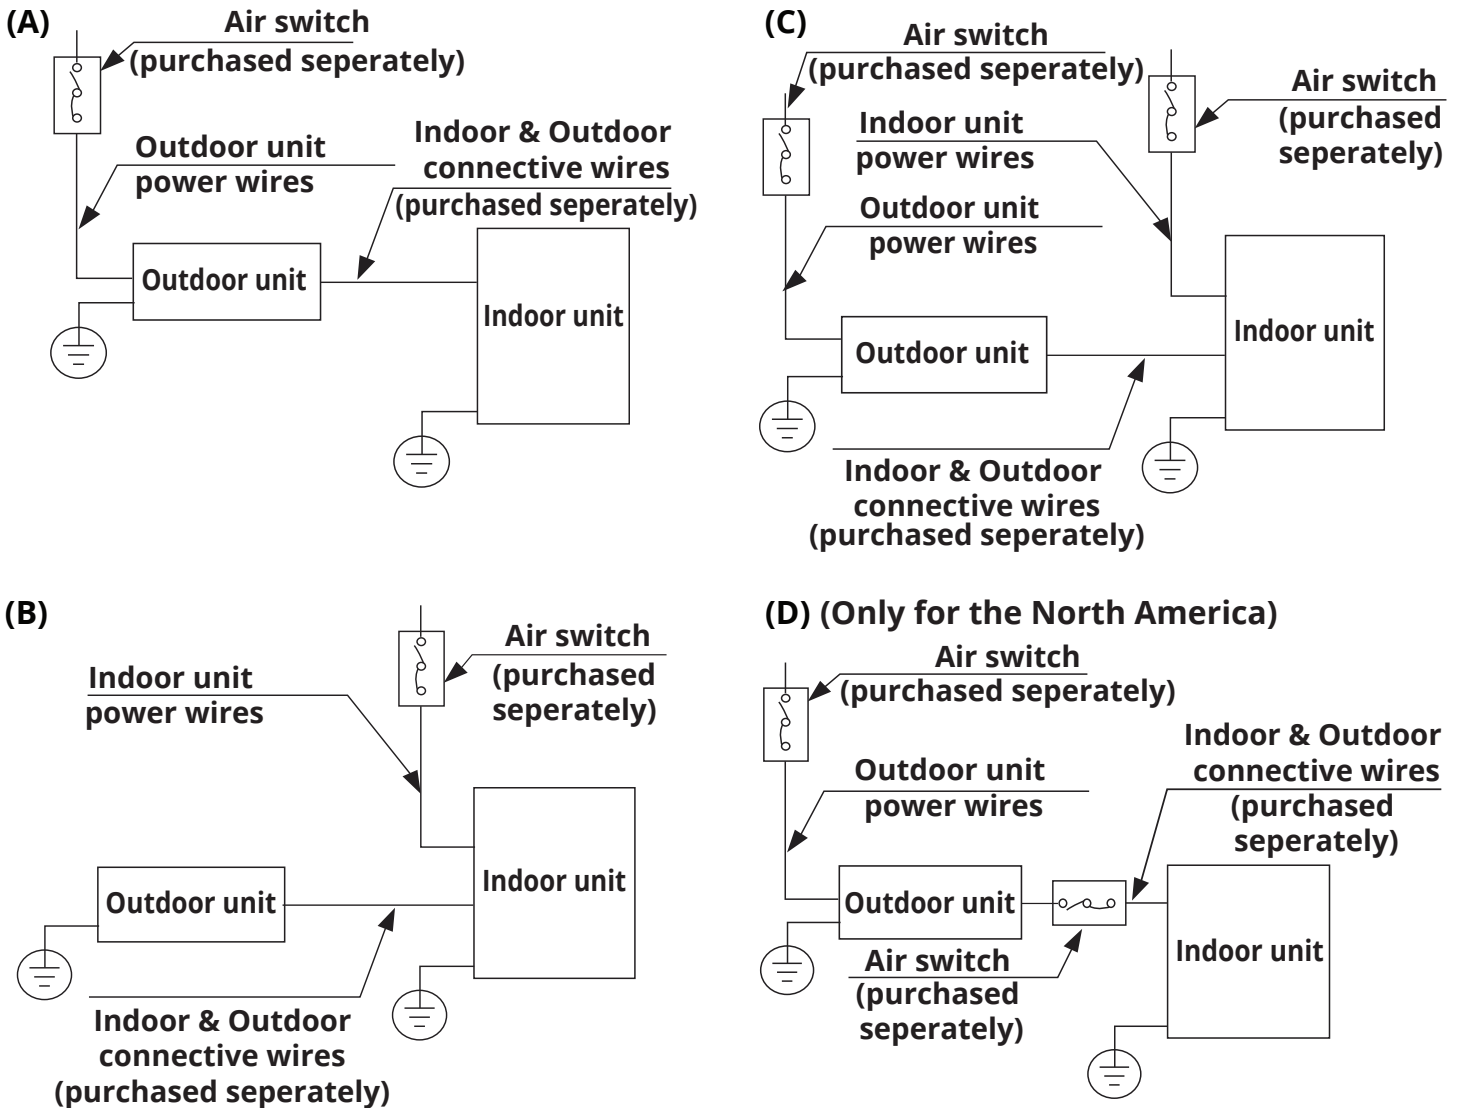 (A)
Air switch
(purchased seperately)
Outdoor unit
power wires
Indoor & Outdoor
connective wires
(purchased seperately)
Outdoor unit
Indoor unit
(C)
Air switch
(purchased seperately)
Air switch
(purchased
seperately)
Indoor unit
power wires
Outdoor unit
power wires
Outdoor unit
Indoor unit
Indoor & Outdoor
connective wires
(purchased seperately)
(B)
Air switch
(purchased
seperately)
Indoor unit
power wires
Outdoor unit
Indoor unit
Indoor & Outdoor
connective wires
(purchased seperately)
(D) (Only for the North America)
Air switch
(purchased seperately)
Indoor & Outdoor
connective wires
(purchased
seperately)
Outdoor unit
power wires
Outdoor unit
Indoor unit
Air switch
(purchased
seperately)